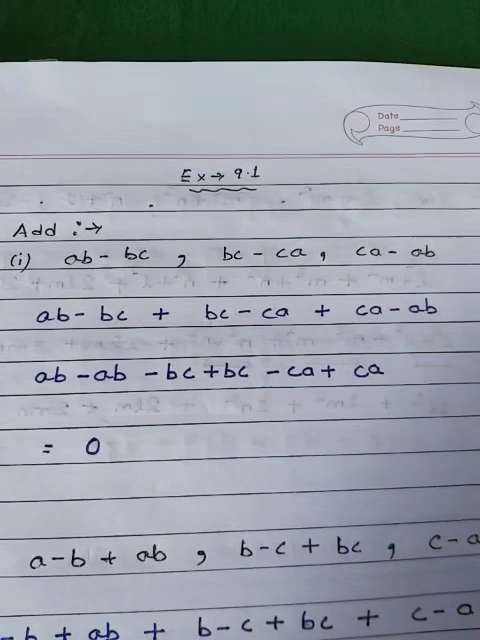 Date
Page
Ex → 9.1
Add :→
(i) ab - bc , bc - ca , ca - ab
ab - bc + bc - ca + ca - ab
ab - ab - bc + bc - ca + ca
= 0
a - b + ab , b - c + bc , c - a
- b + ab + b - c + bc + c - a